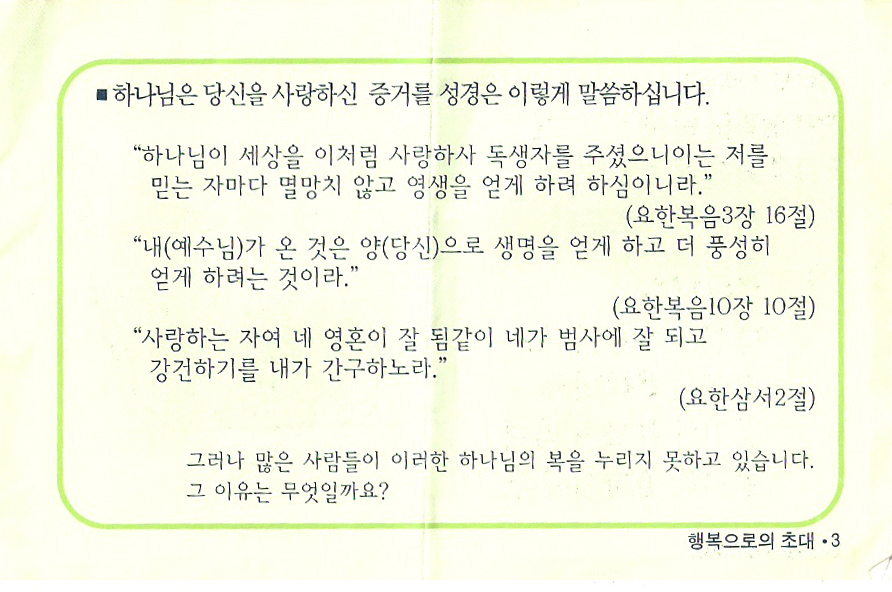 ■ 하나님은 당신을 사랑하신 증거를 성경은 이렇게 말씀하십니다.
“하나님이 세상을 이처럼 사랑하사 독생자를 주셨으니이는 저를
믿는 자마다 멸망치 않고 영생을 얻게 하려 하심이니라.”
(요한복음3장 16절)
“내(예수님)가 온 것은 양(당신)으로 생명을 얻게 하고 더 풍성히
얻게 하려는 것이라.”
(요한복음10장 10절)
“사랑하는 자여 네 영혼이 잘 됨같이 네가 범사에 잘 되고
강건하기를 내가 간구하노라.”
(요한삼서2절)
그러나 많은 사람들이 이러한 하나님의 복을 누리지 못하고 있습니다.
그 이유는 무엇일까요?
행복으로의 초대 • 3